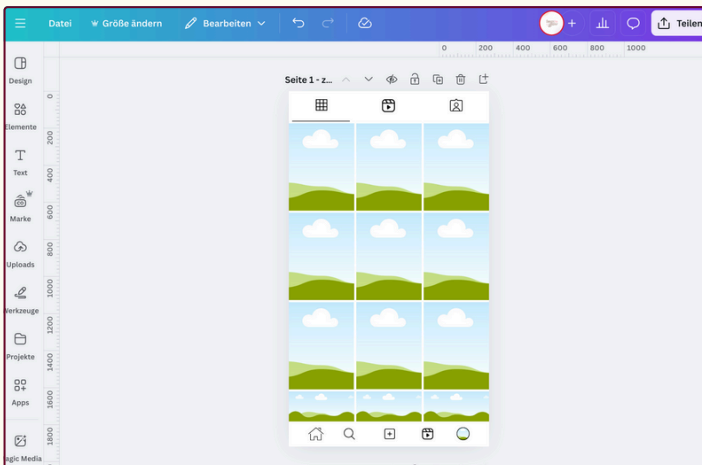 Datei Größe ändern Bearbeiten Teilen
0 200 400 600 800 1000
Seite 1 - z...
Design
Elemente
Text
Marke
Uploads
Werkzeuge
Projekte
Apps
agic Media
0
200
400
600
800
1000
1200
1400
1600
1800